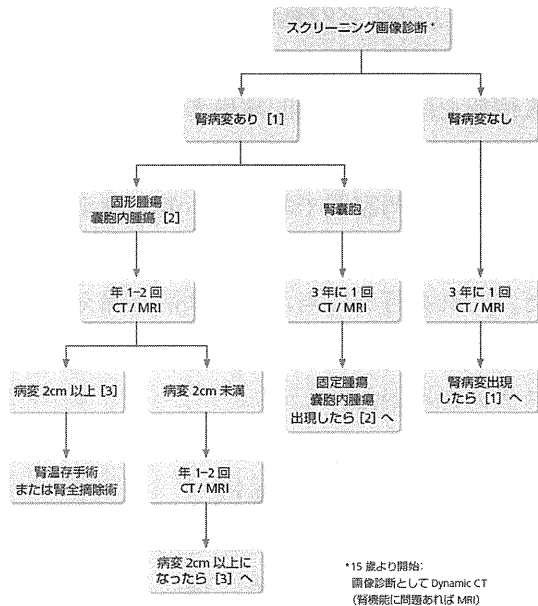 スクリーニング画像診断*
腎病変あり [1]
腎病変なし
固形腫瘍
嚢胞内腫瘍 [2]
腎嚢胞
年1-2回
CT / MRI
3年に1回
CT / MRI
3年に1回
CT / MRI
病変 2cm 以上 [3]
病変 2cm 未満
固定腫瘍
嚢胞内腫瘍
出現したら [2] へ
腎病変出現
したら [1] へ
腎温存手術
または腎全摘除術
年1-2回
CT / MRI
病変 2cm 以上に
なったら [3] へ
*15 歳より開始:
画像診断として Dynamic CT
(腎機能に問題あれば MRI)